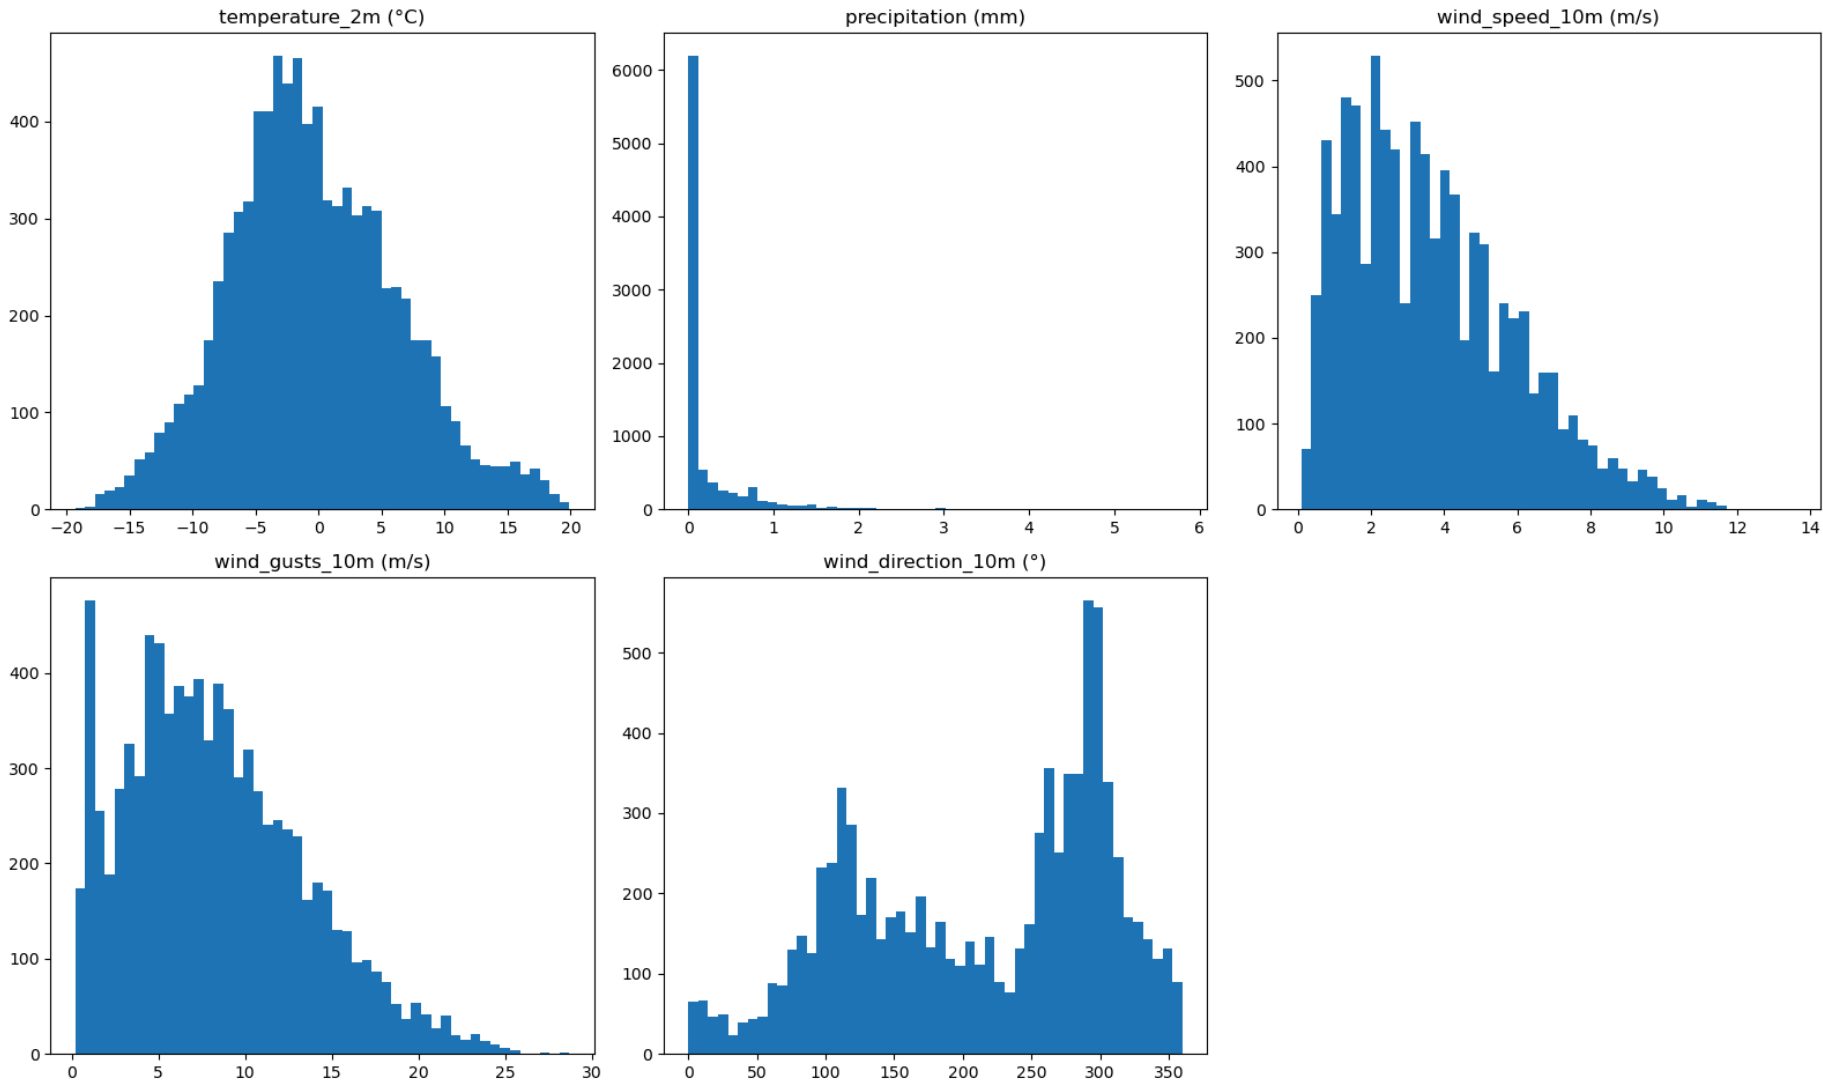 temperature_2m (°C)
400
300
200
100
0
−20 −15 −10 −5 0 5 10 15 20
precipitation (mm)
6000
5000
4000
3000
2000
1000
0
0 1 2 3 4 5 6
wind_speed_10m (m/s)
500
400
300
200
100
0
0 2 4 6 8 10 12 14
wind_gusts_10m (m/s)
400
300
200
100
0
0 5 10 15 20 25 30
wind_direction_10m (°)
500
400
300
200
100
0
0 50 100 150 200 250 300 350